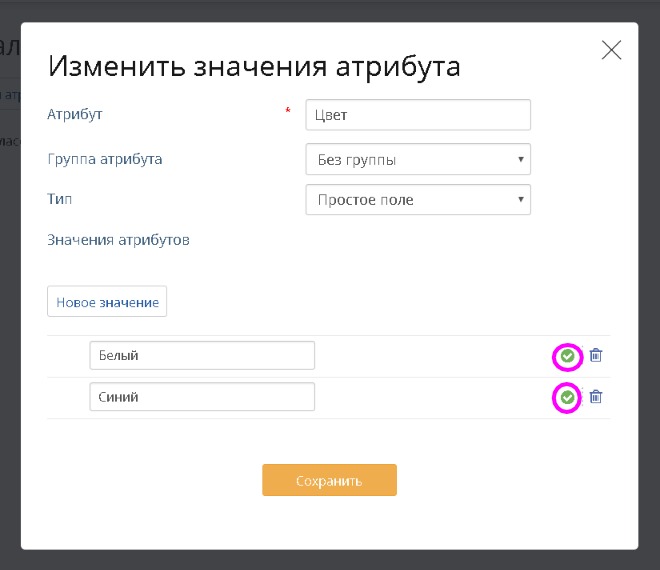 Изменить значения атрибута
Атрибут *
Цвет
Группа атрибута
Без группы
Тип
Простое поле
Значения атрибутов
Новое значение
Белый
Синий
Сохранить